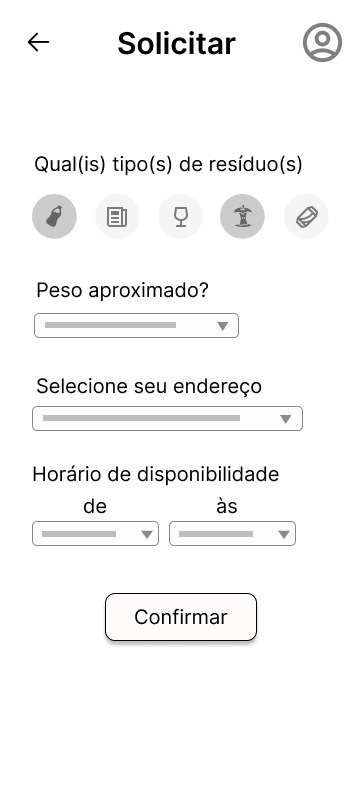 Solicitar
Qual(is) tipo(s) de resíduo(s)
Peso aproximado?
Selecione seu endereço
Horário de disponibilidade
de às
Confirmar